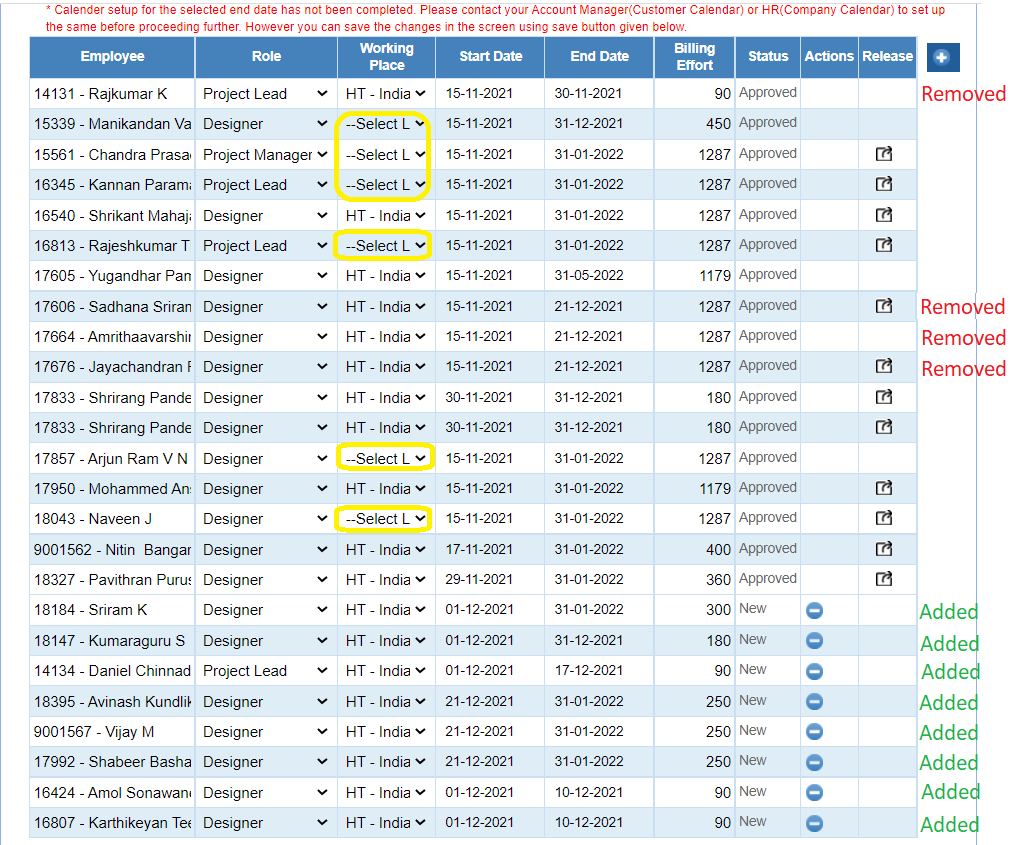 * Calender setup for the selected end date has not been completed. Please contact your Account Manager(Customer Calendar) or HR(Company Calendar) to set up
the same before proceeding further. However you can save the changes in the screen using save button given below.
Employee Role Working Place Start Date End Date Billing Effort Status Actions Release
14131 - Rajkumar K Project Lead HT - India 15-11-2021 30-11-2021 90 Approved Removed
15339 - Manikandan Va Designer --Select L 15-11-2021 31-12-2021 450 Approved
15561 - Chandra Prasa Project Manager --Select L 15-11-2021 31-01-2022 1287 Approved
16345 - Kannan Parama Project Lead --Select L 15-11-2021 31-01-2022 1287 Approved
16540 - Shrikant Mahaja Designer HT - India 15-11-2021 31-01-2022 1287 Approved
16813 - Rajeshkumar T Project Lead --Select L 15-11-2021 31-01-2022 1287 Approved
17605 - Yugandhar Pam Designer HT - India 15-11-2021 31-05-2022 1179 Approved
17606 - Sadhana Sriram Designer HT - India 15-11-2021 21-12-2021 1287 Approved Removed
17664 - Amrithaavarshin Designer HT - India 15-11-2021 21-12-2021 1287 Approved Removed
17676 - Jayachandran Designer HT - India 15-11-2021 21-12-2021 1287 Approved Removed
17833 - Shrirang Pande Designer HT - India 30-11-2021 31-12-2021 180 Approved
17833 - Shrirang Pande Designer HT - India 30-11-2021 31-12-2021 180 Approved
17857 - Arjun Ram V N Designer --Select L 15-11-2021 31-01-2022 1287 Approved
17950 - Mohammed Ans Designer HT - India 15-11-2021 31-01-2022 1179 Approved
18043 - Naveen J Designer --Select L 15-11-2021 31-01-2022 1287 Approved
9001562 - Nitin Bangar Designer HT - India 17-11-2021 31-01-2022 400 Approved
18327 - Pavithran Purus Designer HT - India 29-11-2021 31-01-2022 360 Approved
18184 - Sriram K Designer HT - India 01-12-2021 31-01-2022 300 New Added
18147 - Kumaraguru S Designer HT - India 01-12-2021 31-12-2021 180 New Added
14134 - Daniel Chinnad Project Lead HT - India 01-12-2021 17-12-2021 90 New Added
18395 - Avinash Kundlik Designer HT - India 21-12-2021 31-01-2022 250 New Added
9001567 - Vijay M Designer HT - India 21-12-2021 31-01-2022 250 New Added
17992 - Shabeer Basha Designer HT - India 21-12-2021 31-01-2022 250 New Added
16424 - Amol Sonawane Designer HT - India 01-12-2021 10-12-2021 90 New Added
16807 - Karthikeyan Tee Designer HT - India 01-12-2021 10-12-2021 90 New Added